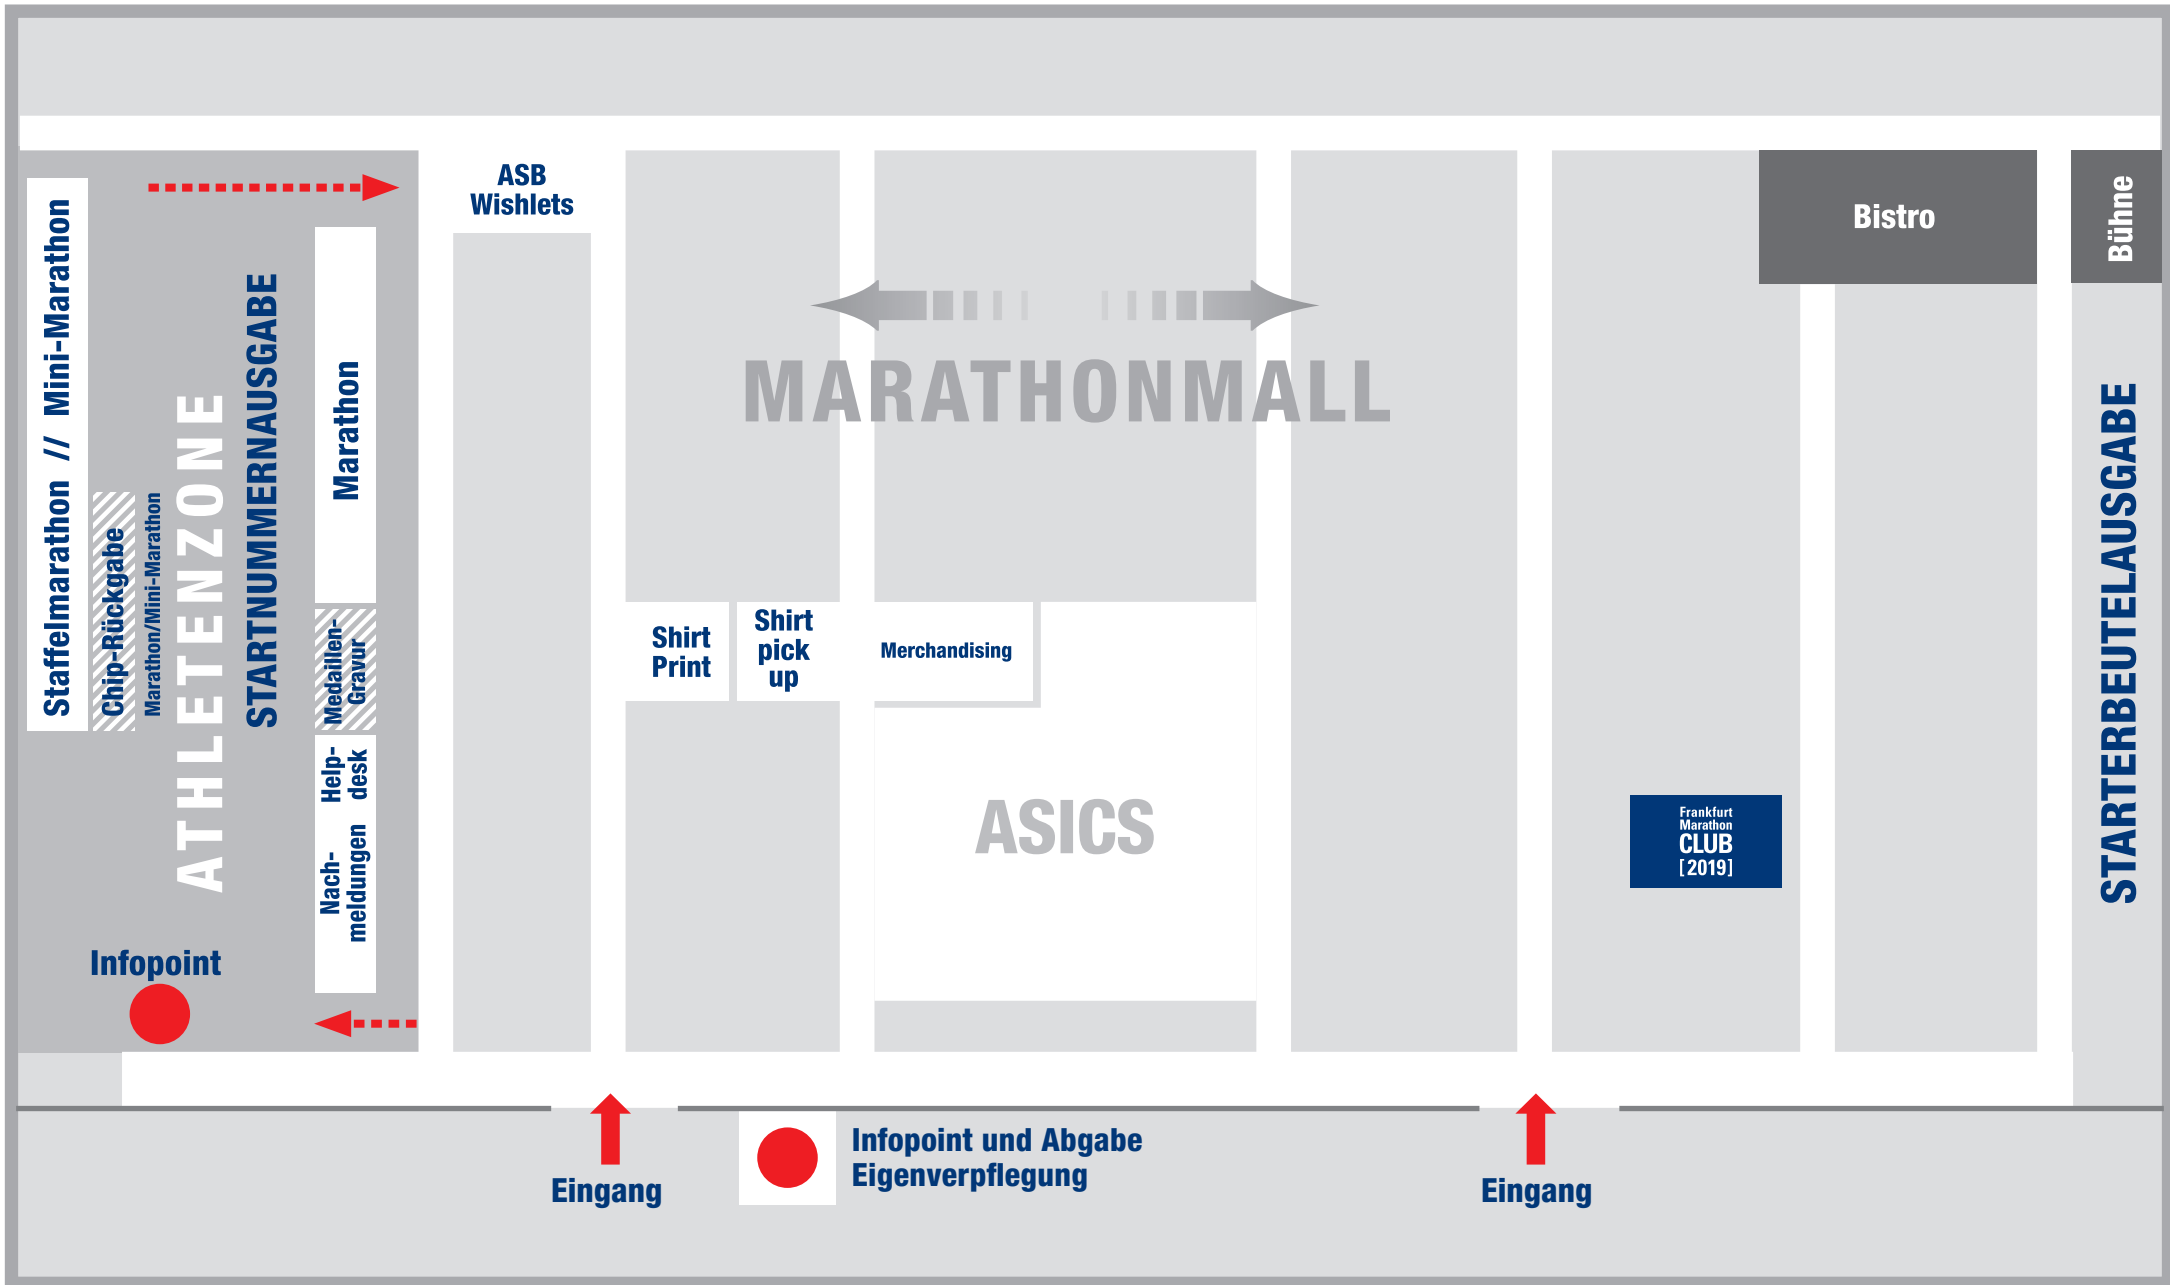 Staffelmarathon // Mini-Marathon
Chip-Rückgabe
Marathon/Mini-Marathon
ATHLETENZONE
STARTNUMMERNAUSGABE
Marathon
Medaillen-
Gravur
Help-
desk
Nach-
meldungen
Infopoint
ASB
Wishlets
MARATHONMALL
Shirt
Print
Shirt
pick
up
Merchandising
ASICS
Bistro
Bühne
Frankfurt
Marathon
CLUB
[2019]
STARTERBEUTELAUSGABE
Eingang
Infopoint und Abgabe
Eigenverpflegung
Eingang